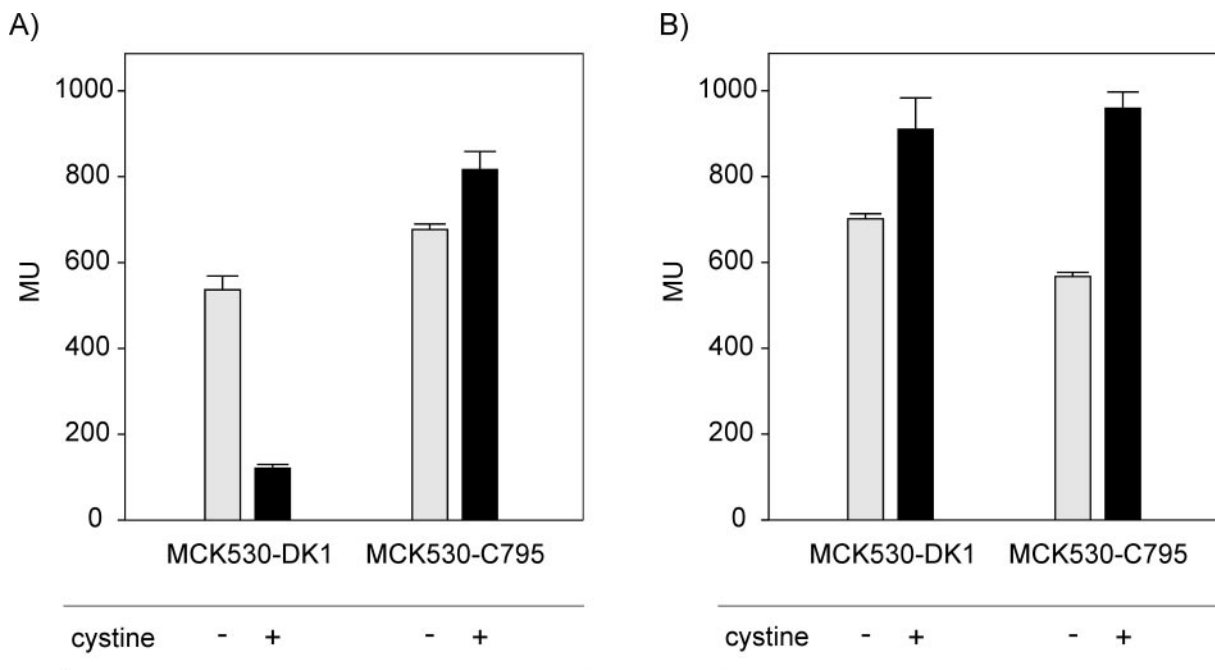 A)
1000
800
600
400
200
0
MU
MCK530-DK1 MCK530-C795
cystine - + - +
B)
1000
800
600
400
200
0
MU
MCK530-DK1 MCK530-C795
cystine - + - +